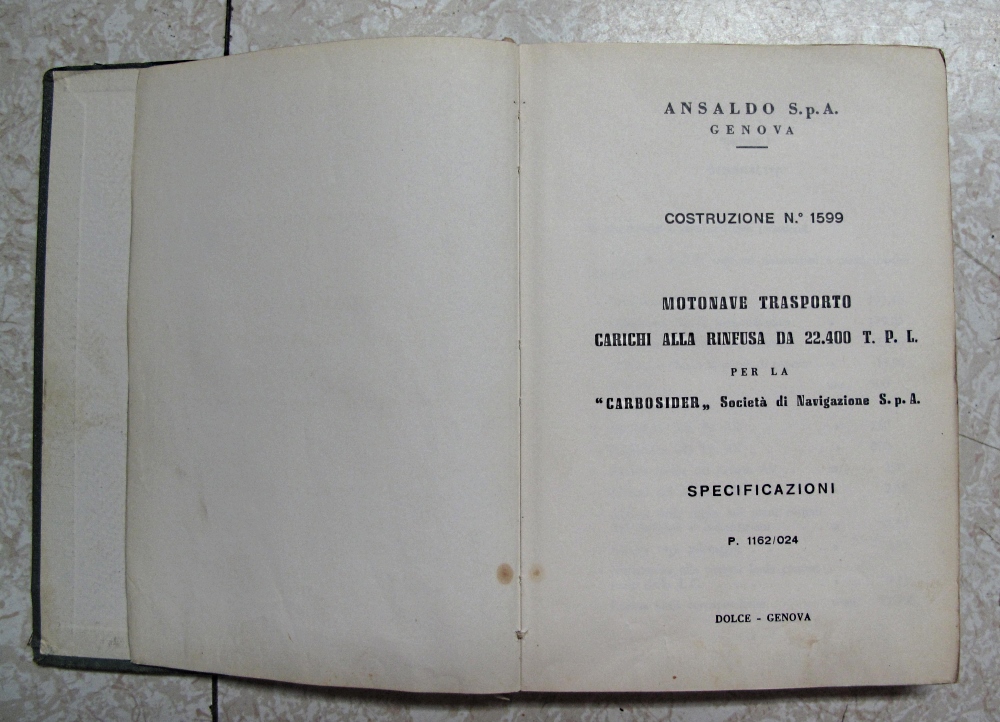 ANSALDO S.p.A.
GENOVA
COSTRUZIONE N.° 1599
MOTONAVE TRASPORTO
CARICHI ALLA RINFUSA DA 22.400 T. P. L.
PER LA
“CARBOSIDER„ Società di Navigazione S.p.A.
SPECIFICAZIONI
P. 1162/024
DOLCE - GENOVA